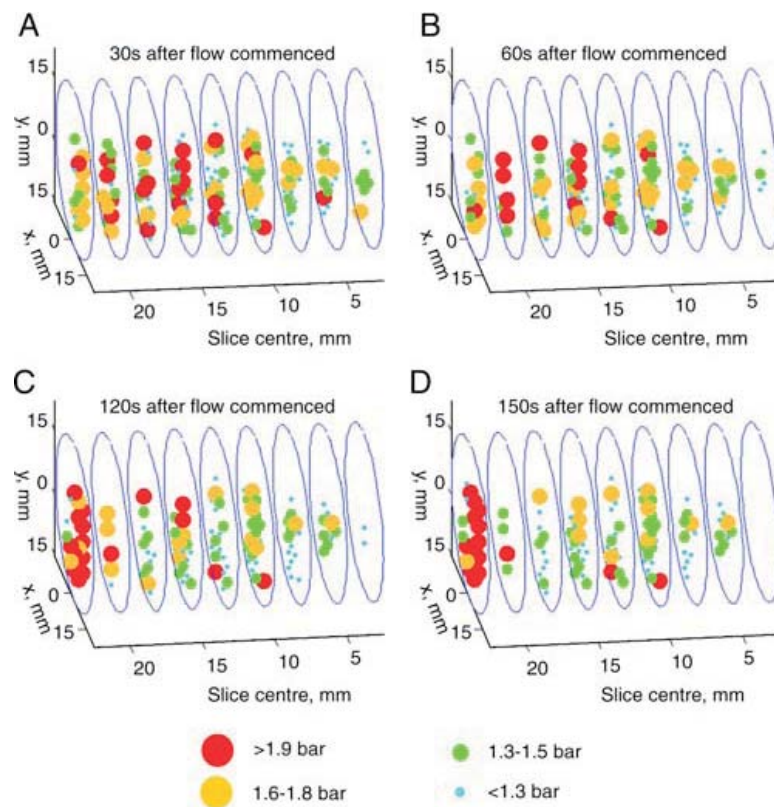 A
B
30s after flow commenced
60s after flow commenced
15
0
15
0
15
y, mm
x, mm
20
15
10
5
Slice centre, mm
15
0
15
0
15
y, mm
x, mm
20
15
10
5
Slice centre, mm
C
D
120s after flow commenced
150s after flow commenced
15
0
15
0
15
y, mm
x, mm
20
15
10
5
Slice centre, mm
15
0
15
0
15
y, mm
x, mm
20
15
10
5
Slice centre, mm
>1.9 bar
1.3-1.5 bar
1.6-1.8 bar
<1.3 bar